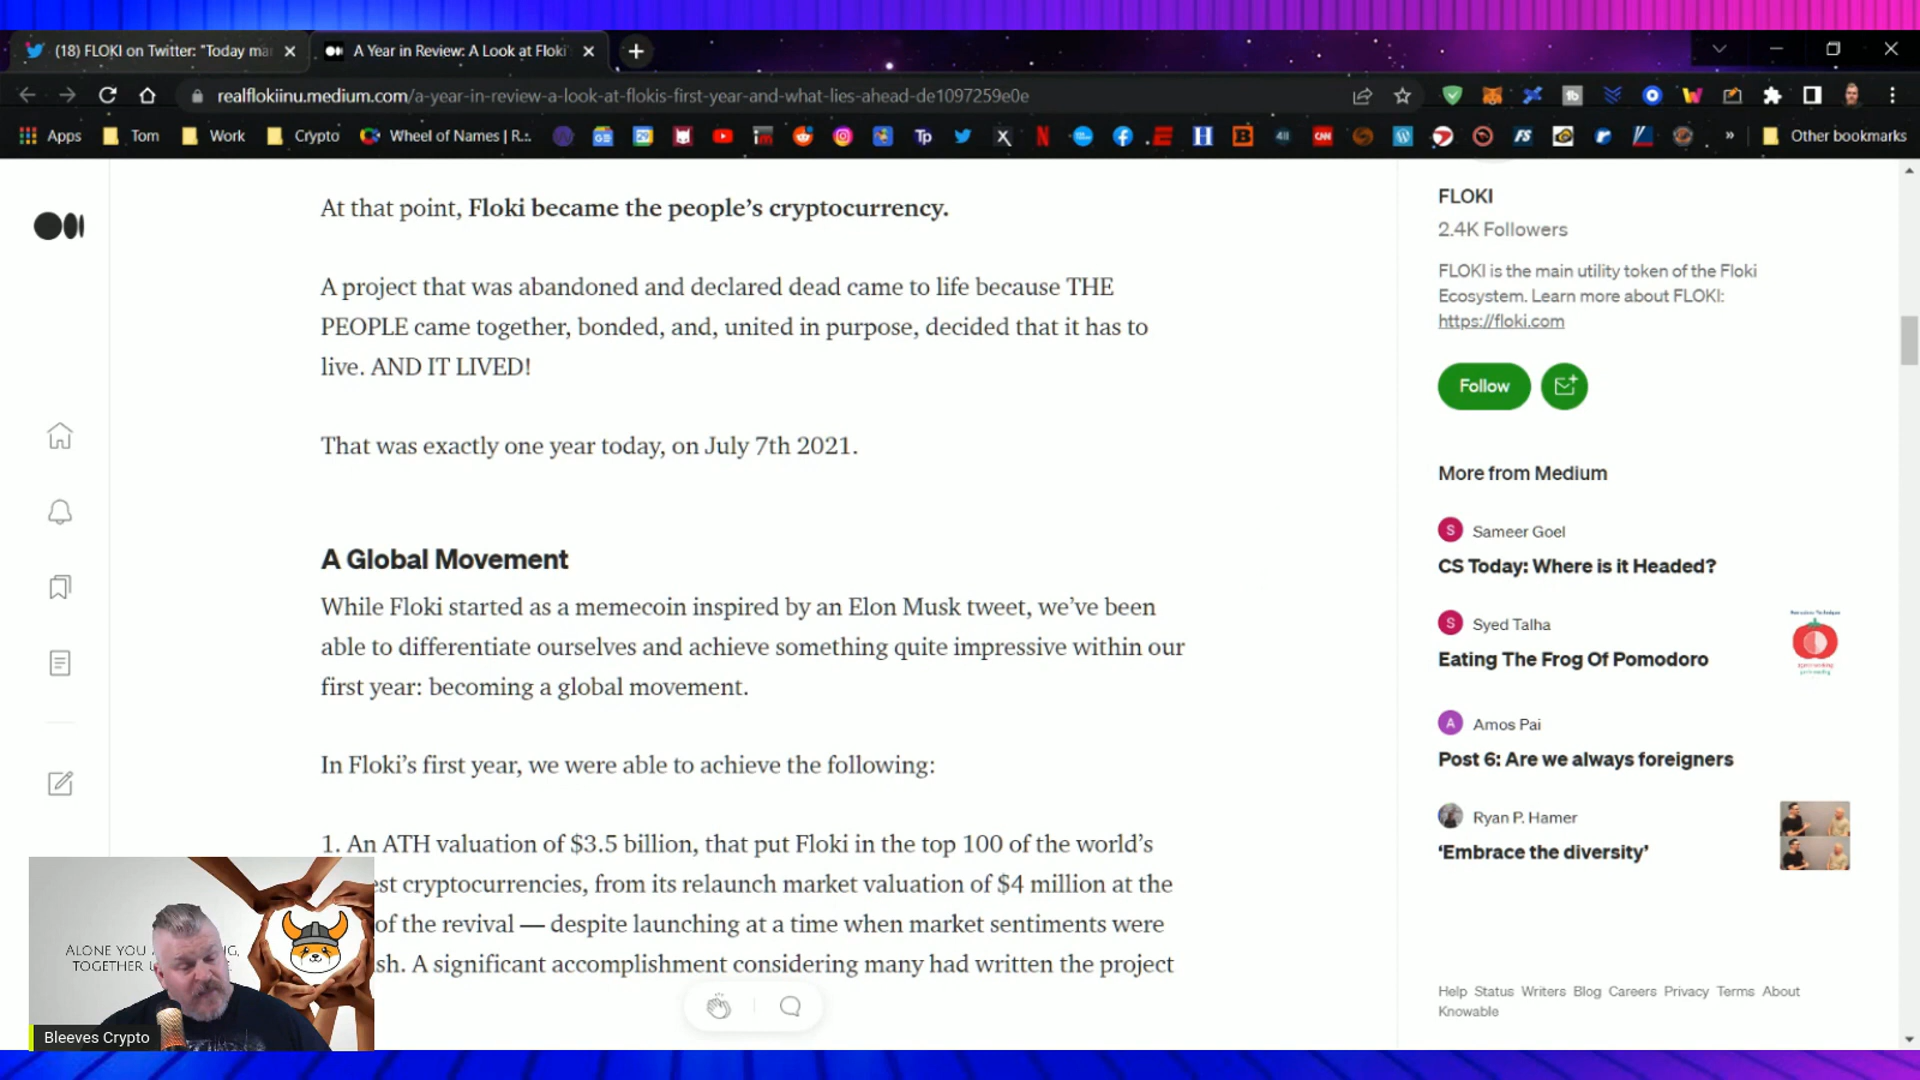 (18) FLOKI on Twitter: "Today ma
A Year in Review: A Look at Floki
realflokiinu.medium.com/a-year-in-review-a-look-at-flokis-first-year-and-what-lies-ahead-de1097259e0e
Apps
Tom
Work
Crypto
Wheel of Names | R...
Tp
CNN
FS
»
Other bookmarks
At that point, Floki became the people's cryptocurrency.
A project that was abandoned and declared dead came to life because THE
PEOPLE came together, bonded, and, united in purpose, decided that it has to
live. AND IT LIVED!
That was exactly one year today, on July 7th 2021.
A Global Movement
While Floki started as a memecoin inspired by an Elon Musk tweet, we've been
able to differentiate ourselves and achieve something quite impressive within our
first year: becoming a global movement.
In Floki's first year, we were able to achieve the following:
1. An ATH valuation of $3.5 billion, that put Floki in the top 100 of the world's
est cryptocurrencies, from its relaunch market valuation of $4 million at the
of the revival — despite launching at a time when market sentiments were
sh. A significant accomplishment considering many had written the project
FLOKI
2.4K Followers
FLOKI is the main utility token of the Floki
Ecosystem. Learn more about FLOKI:
https://floki.com
Follow
More from Medium
S Sameer Goel
CS Today: Where is it Headed?
S Syed Talha
Eating The Frog Of Pomodoro
A Amos Pai
Post 6: Are we always foreigners
Ryan P. Hamer
'Embrace the diversity'
Help Status Writers Blog Careers Privacy Terms About
Knowable
ALONE YOU A
TOGETHER
Bleeves Crypto